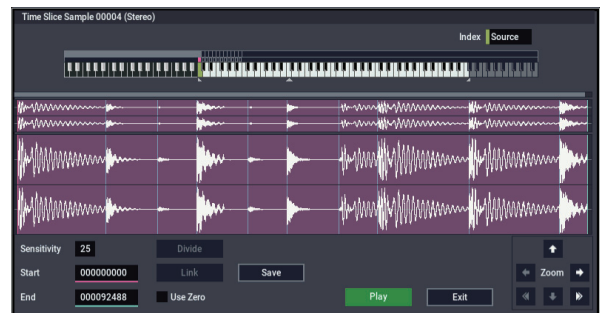 Time Slice Sample 00004 (Stereo)
Index Source
Sensitivity 25 Divide
Start 000000000 Link Save Zoom
End 000092488 Use Zero Play Exit